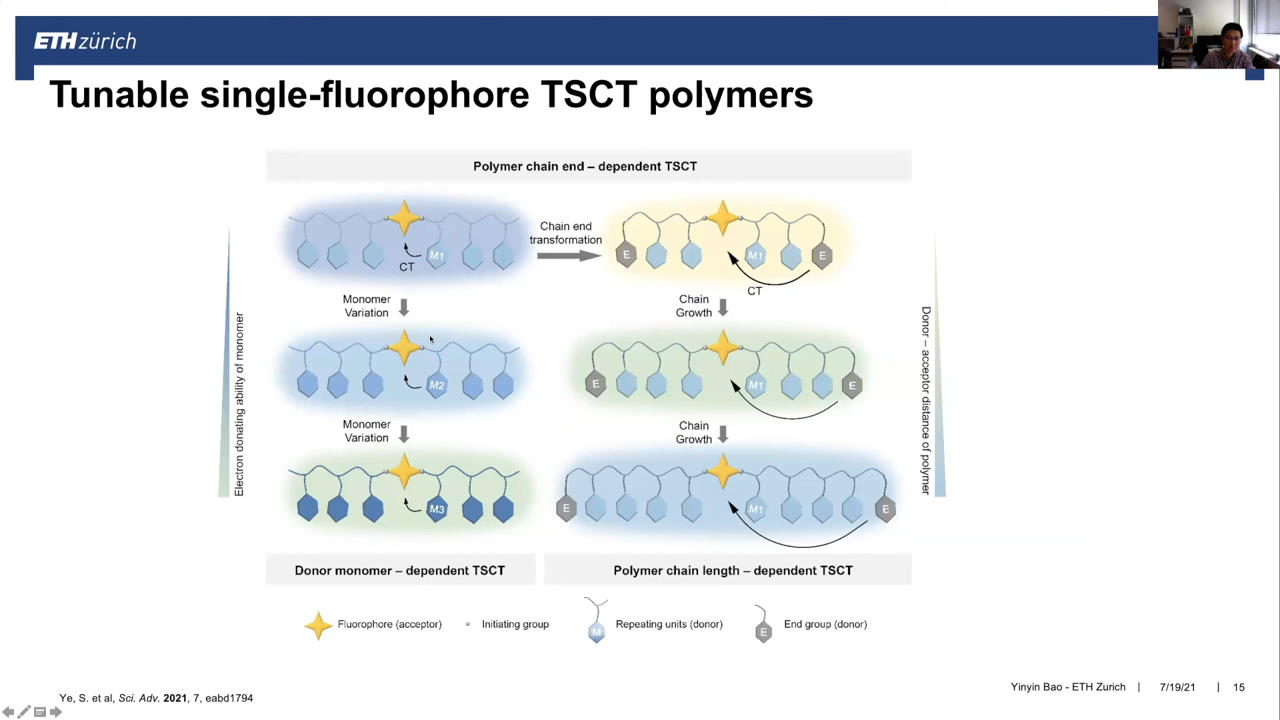 ETH zürich
Tunable single-fluorophore TSCT polymers
Polymer chain end – dependent TSCT
M1
CT
Chain end
transformation
E
M1
E
CT
Monomer
Variation
Chain
Growth
Electron donating ability of monomer
Donor – acceptor distance of polymer
M2
E
M1
E
Monomer
Variation
Chain
Growth
M3
E
M1
E
Donor monomer – dependent TSCT
Polymer chain length – dependent TSCT
Fluorophore (acceptor)
Initiating group
M
Repeating units (donor)
E
End group (donor)
Ye, S. et al, Sci. Adv. 2021, 7, eabd1794
Yinyin Bao - ETH Zurich | 7/19/21 | 15